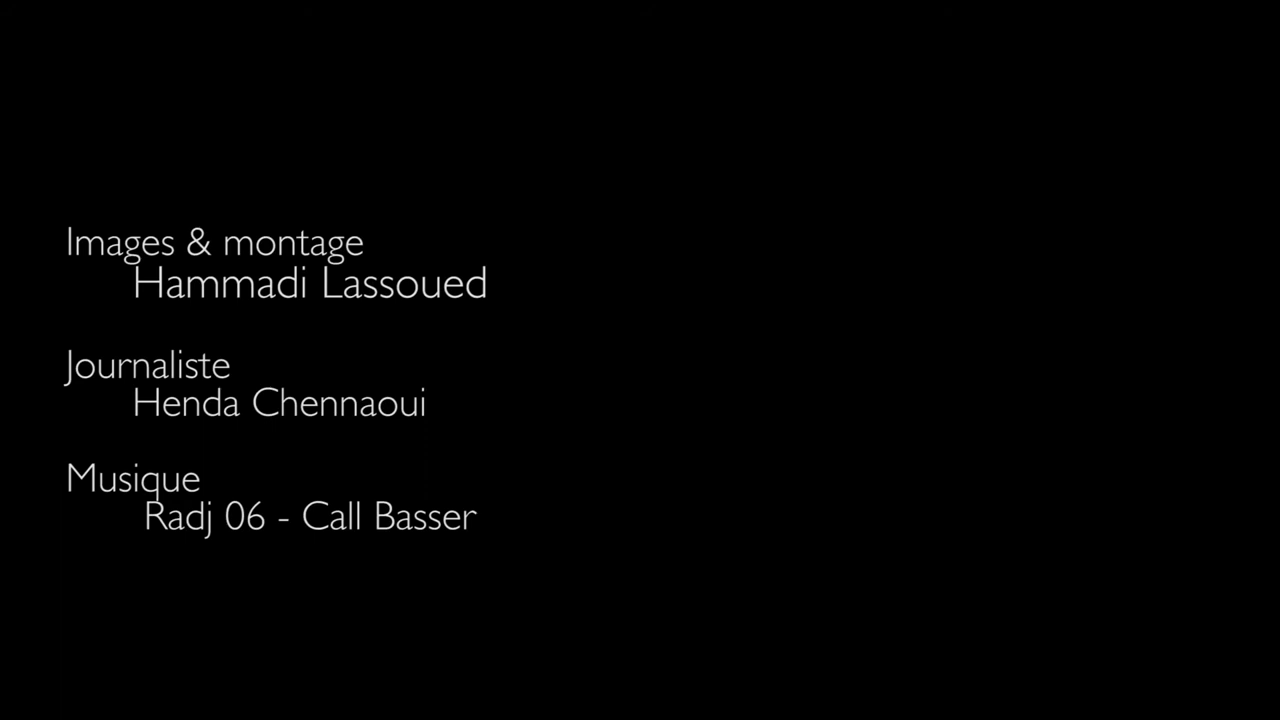 Images & montage
Hammadi Lassoued
Journaliste
Henda Chennaoui
Musique
Radj 06 - Call Basser